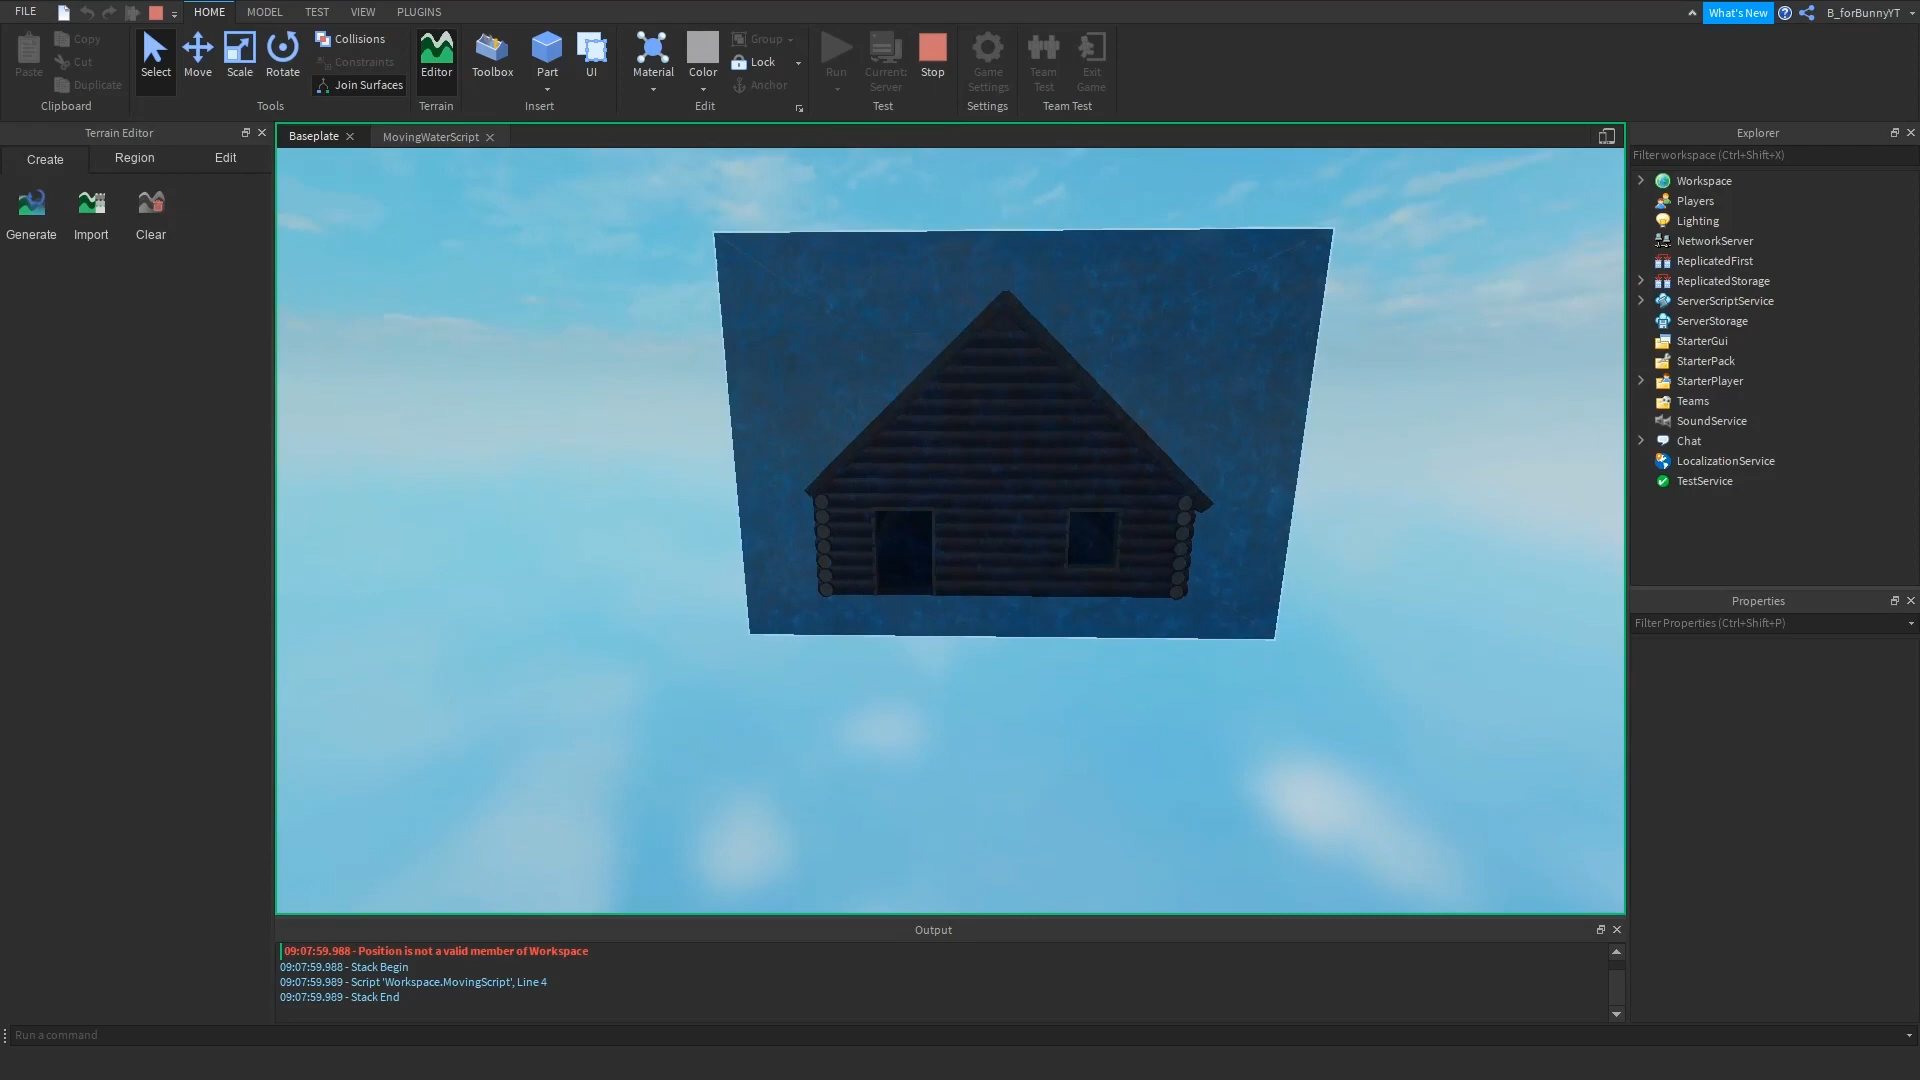 FILE
HOME
MODEL
TEST
VIEW
PLUGINS
What's New
B_forBunnyYT
Paste
Copy
Cut
Duplicate
Clipboard
Select
Move
Scale
Rotate
Collisions
Constraints
Join Surfaces
Tools
Editor
Terrain
Toolbox
Part
UI
Insert
Material
Color
Group
Lock
Anchor
Edit
Run
Current:
Server
Stop
Test
Game
Settings
Settings
Team
Test
Exit
Game
Team Test
Terrain Editor
Create
Region
Edit
Generate
Import
Clear
Baseplate
MovingWaterScript
Explorer
Filter workspace (Ctrl+Shift+X)
Workspace
Players
Lighting
NetworkServer
ReplicatedFirst
ReplicatedStorage
ServerScriptService
ServerStorage
StarterGui
StarterPack
StarterPlayer
Teams
SoundService
Chat
LocalizationService
TestService
Properties
Filter Properties (Ctrl+Shift+P)
Output
09:07:59.988 - Position is not a valid member of Workspace
09:07:59.988 - Stack Begin
09:07:59.989 - Script 'Workspace.MovingScript', Line 4
09:07:59.989 - Stack End
Run a command